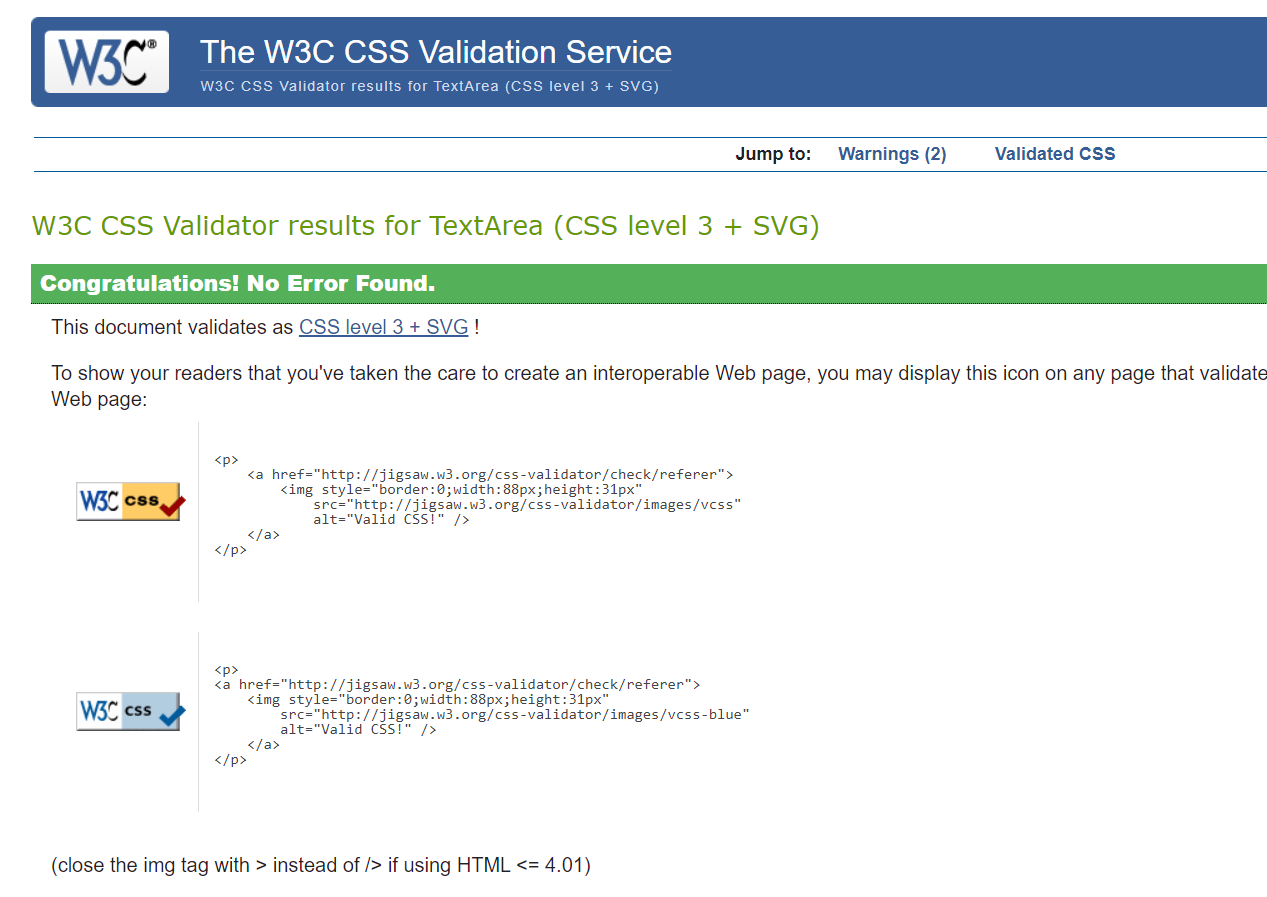 W3C®
The W3C CSS Validation Service
W3C CSS Validator results for TextArea (CSS level 3 + SVG)
Jump to: Warnings (2) Validated CSS
W3C CSS Validator results for TextArea (CSS level 3 + SVG)
Congratulations! No Error Found.
This document validates as CSS level 3 + SVG !
To show your readers that you've taken the care to create an interoperable Web page, you may display this icon on any page that validate
Web page:
W3C css
<p>
    <a href="http://jigsaw.w3.org/css-validator/check/referer">
        <img style="border:0;width:88px;height:31px"
            src="http://jigsaw.w3.org/css-validator/images/vcss"
            alt="Valid CSS!" />
    </a>
</p>
W3C css
<p>
<a href="http://jigsaw.w3.org/css-validator/check/referer">
    <img style="border:0;width:88px;height:31px"
        src="http://jigsaw.w3.org/css-validator/images/vcss-blue"
        alt="Valid CSS!" />
    </a>
</p>
(close the img tag with > instead of /> if using HTML <= 4.01)